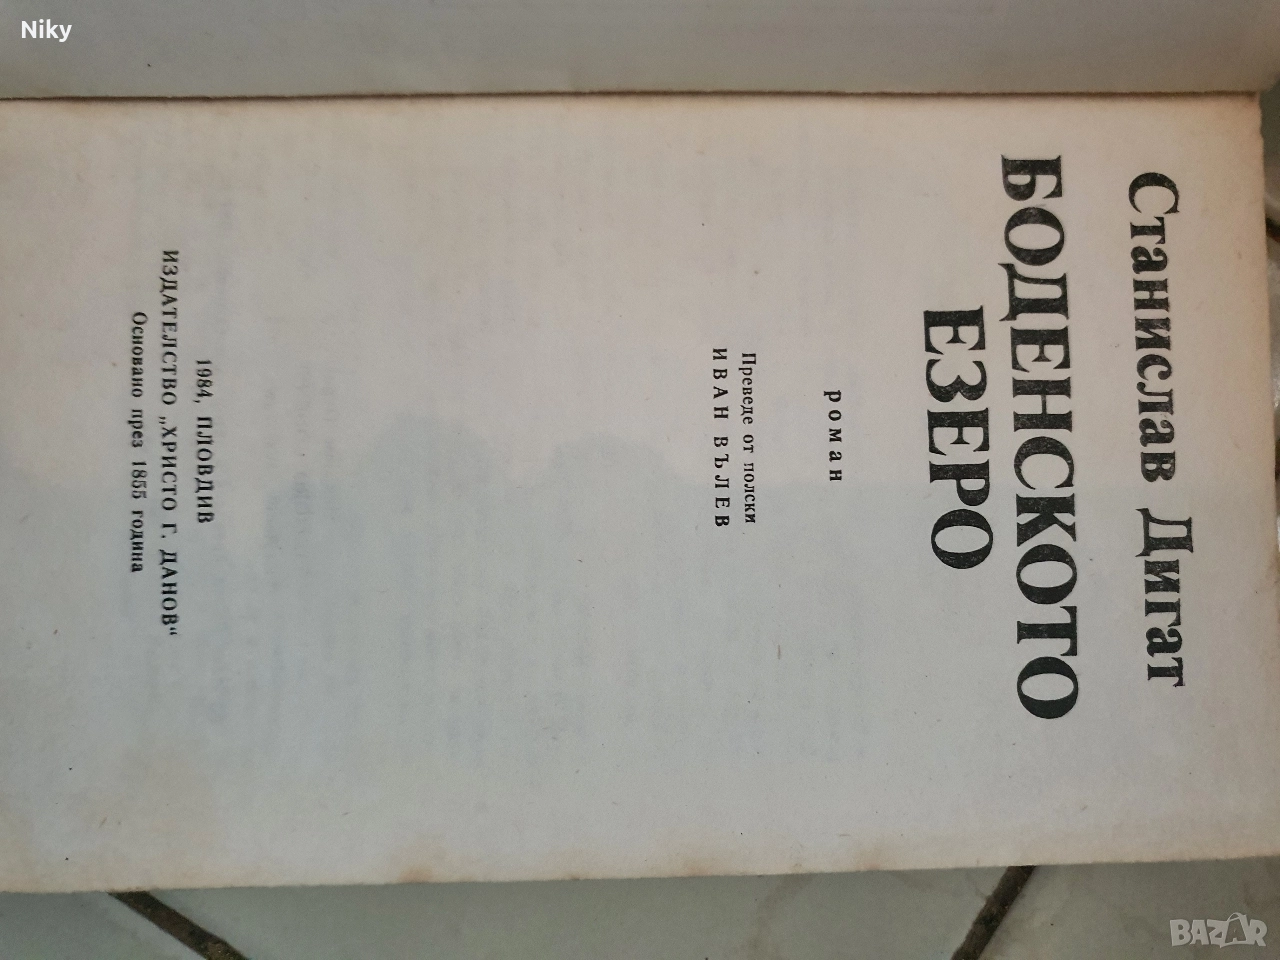 Niky
Станислав Дигат
БОДЕНСКОТО
ЕЗЕРО
роман
Преведе от полски
ИВАН ВЪЛЕВ
1984, ПЛОВДИВ
ИЗДАТЕЛСТВО „ХРИСТО Г. ДАНОВ“
Основано през 1855 година
BAZAR